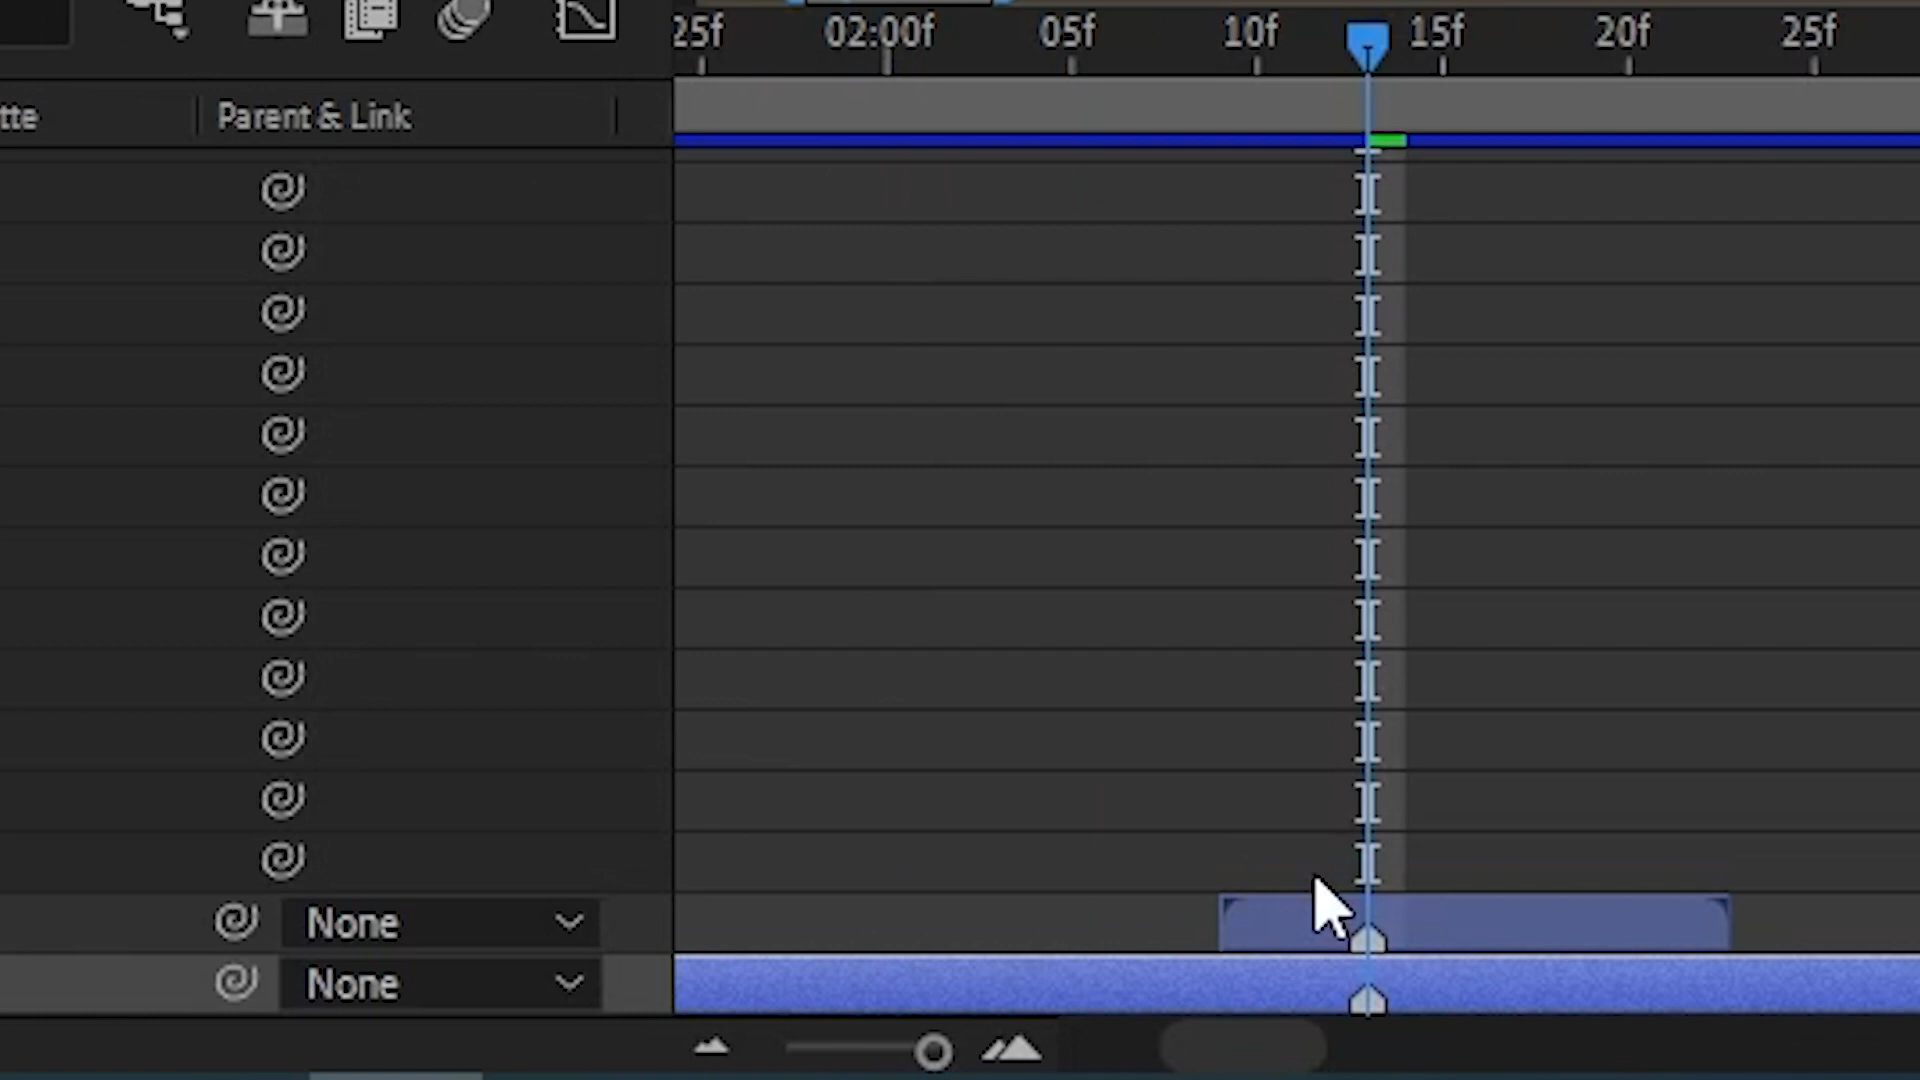 25f 02:00f 05f 10f 15f 20f 25f
tte Parent & Link
None
None